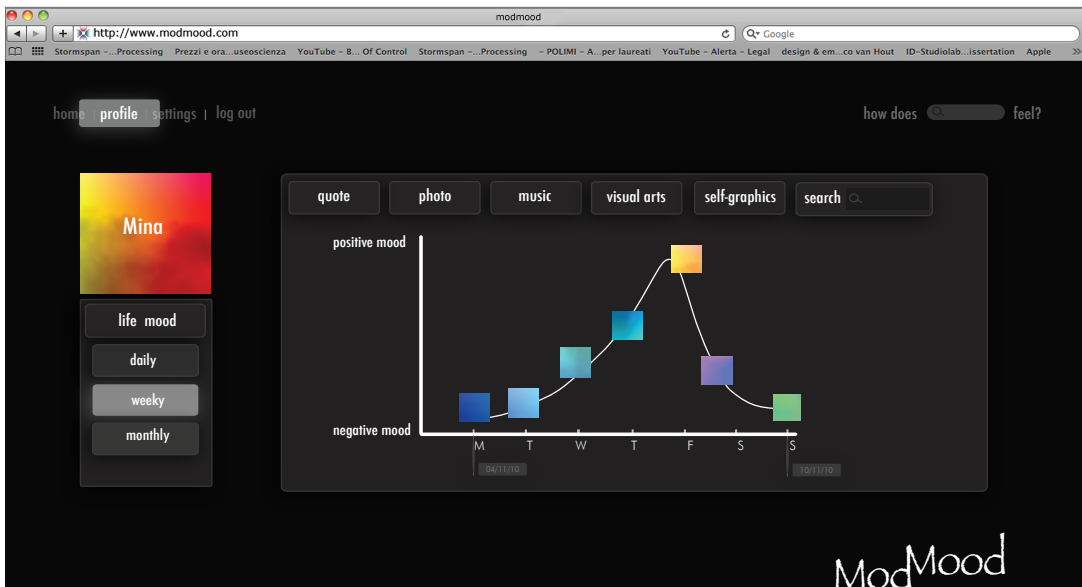 modmood
http://www.modmood.com
Google
Stormspan -...Processing Prezzi e ora...useoscienza YouTube - B... Of Control Stormspan -...Processing - POLIMI - A...per laureati YouTube - Alerta - Legal design & em...co van Hout ID-Studiolab...issertation Apple
home | profile | settings | log out
how does feel?
Mina
quote photo music visual arts self-graphics search
positive mood
life mood
daily
weeky
monthly
negative mood
M T W T F S S
04/11/10 10/11/10
ModMood